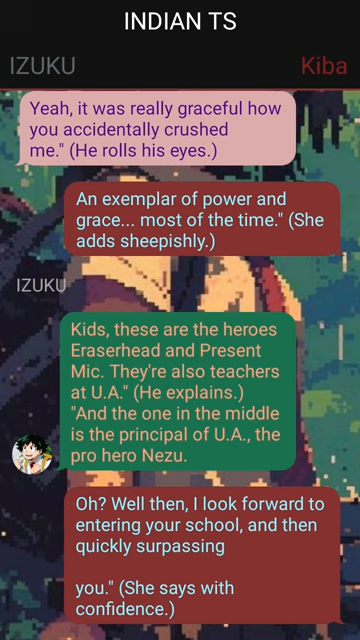 INDIAN TS
IZUKU
Kiba
Yeah, it was really graceful how
you accidentally crushed
me." (He rolls his eyes.)
An exemplar of power and
grace... most of the time." (She
adds sheepishly.)
IZUKU
Kids, these are the heroes
Eraserhead and Present
Mic. They're also teachers
at U.A." (He explains.)
"And the one in the middle
is the principal of U.A., the
pro hero Nezu.
Oh? Well then, I look forward to
entering your school, and then
quickly surpassing
you." (She says with
confidence.)